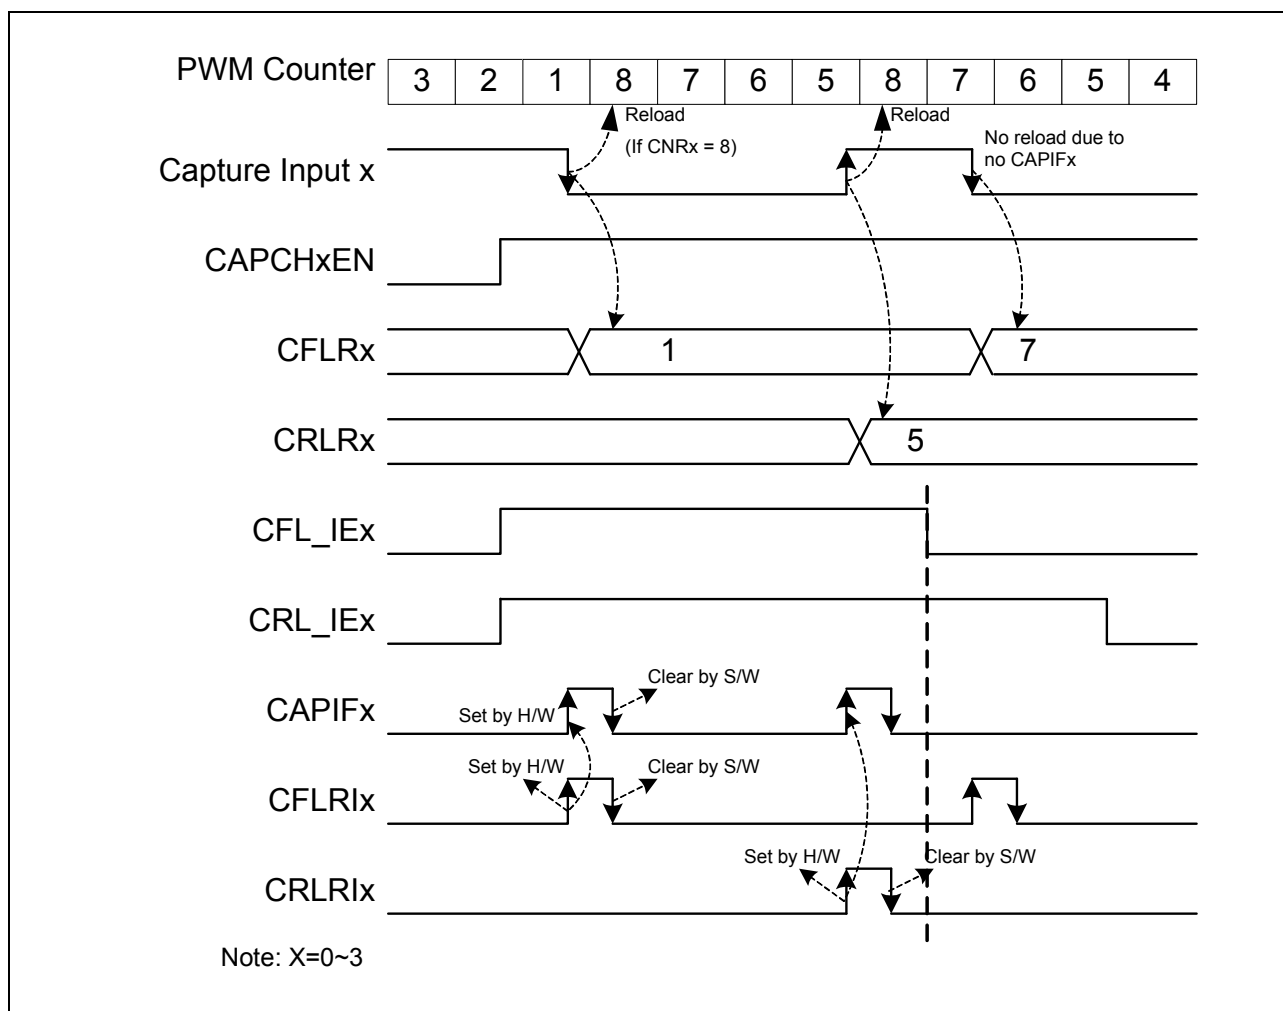 PWM Counter 3 2 1 8 7 6 5 8 7 6 5 4
Reload
(If CNRx = 8)
Reload
No reload due to
no CAPIFx
Capture Input x
CAPCHxEN
CFLRx 1 7
CRLRx 5
CFL_IEx
CRL_IEx
Clear by S/W
CAPIFx
Set by H/W
Set by H/W
Clear by S/W
CFLRIx
Set by H/W
Clear by S/W
CRLRIx
Note: X=0~3